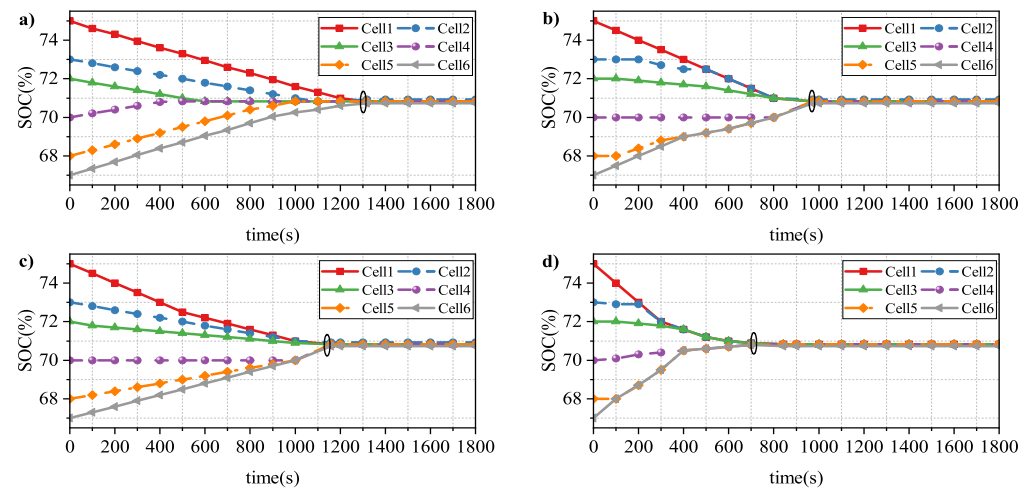 a)
Cell1 Cell2
Cell3 Cell4
Cell5 Cell6
SOC(%)
74
72
70
68
0 200 400 600 800 1000 1200 1400 1600 1800
time(s)
b)
Cell1 Cell2
Cell3 Cell4
Cell5 Cell6
SOC(%)
74
72
70
68
0 200 400 600 800 1000 1200 1400 1600 1800
time(s)
c)
Cell1 Cell2
Cell3 Cell4
Cell5 Cell6
SOC(%)
74
72
70
68
0 200 400 600 800 1000 1200 1400 1600 1800
time(s)
d)
Cell1 Cell2
Cell3 Cell4
Cell5 Cell6
SOC(%)
74
72
70
68
0 200 400 600 800 1000 1200 1400 1600 1800
time(s)